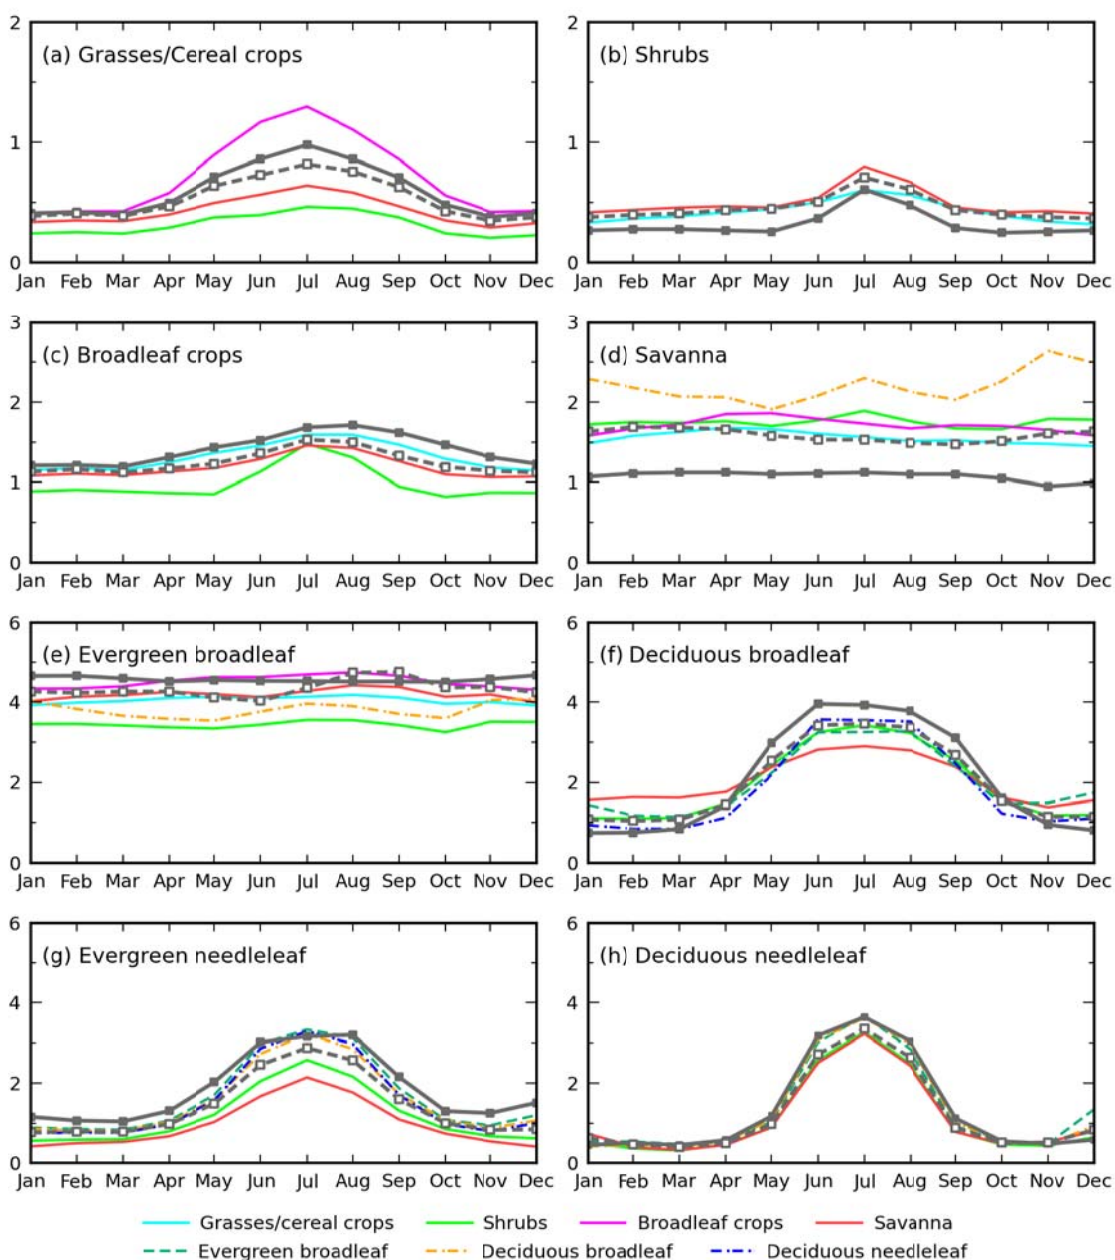 2
2
(a) Grasses/Cereal crops
(b) Shrubs
1
1
0
0
Jan Feb Mar Apr May Jun Jul Aug Sep Oct Nov Dec
Jan Feb Mar Apr May Jun Jul Aug Sep Oct Nov Dec
3
3
(c) Broadleaf crops
(d) Savanna
2
2
1
1
0
0
Jan Feb Mar Apr May Jun Jul Aug Sep Oct Nov Dec
Jan Feb Mar Apr May Jun Jul Aug Sep Oct Nov Dec
6
6
(e) Evergreen broadleaf
(f) Deciduous broadleaf
4
4
2
2
0
0
Jan Feb Mar Apr May Jun Jul Aug Sep Oct Nov Dec
Jan Feb Mar Apr May Jun Jul Aug Sep Oct Nov Dec
6
6
(g) Evergreen needleleaf
(h) Deciduous needleleaf
4
4
2
2
0
0
Jan Feb Mar Apr May Jun Jul Aug Sep Oct Nov Dec
Jan Feb Mar Apr May Jun Jul Aug Sep Oct Nov Dec
Grasses/cereal crops Shrubs Broadleaf crops Savanna
Evergreen broadleaf Deciduous broadleaf Deciduous needleleaf